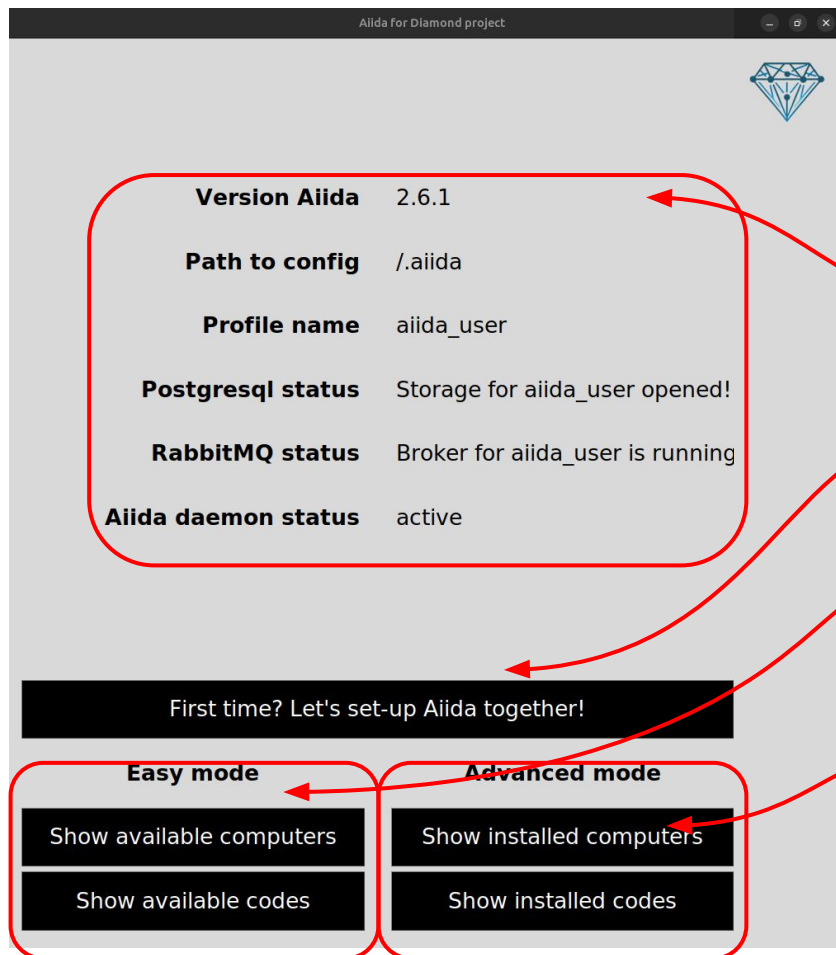 Aiida for Diamond project
Version Aiida 2.6.1
Path to config /.aiida
Profile name aiida_user
Postgresql status Storage for aiida_user opened!
RabbitMQ status Broker for aiida_user is running
Aiida daemon status active
First time? Let's set-up Aiida together!
Easy mode Advanced mode
Show available computers Show installed computers
Show available codes Show installed codes